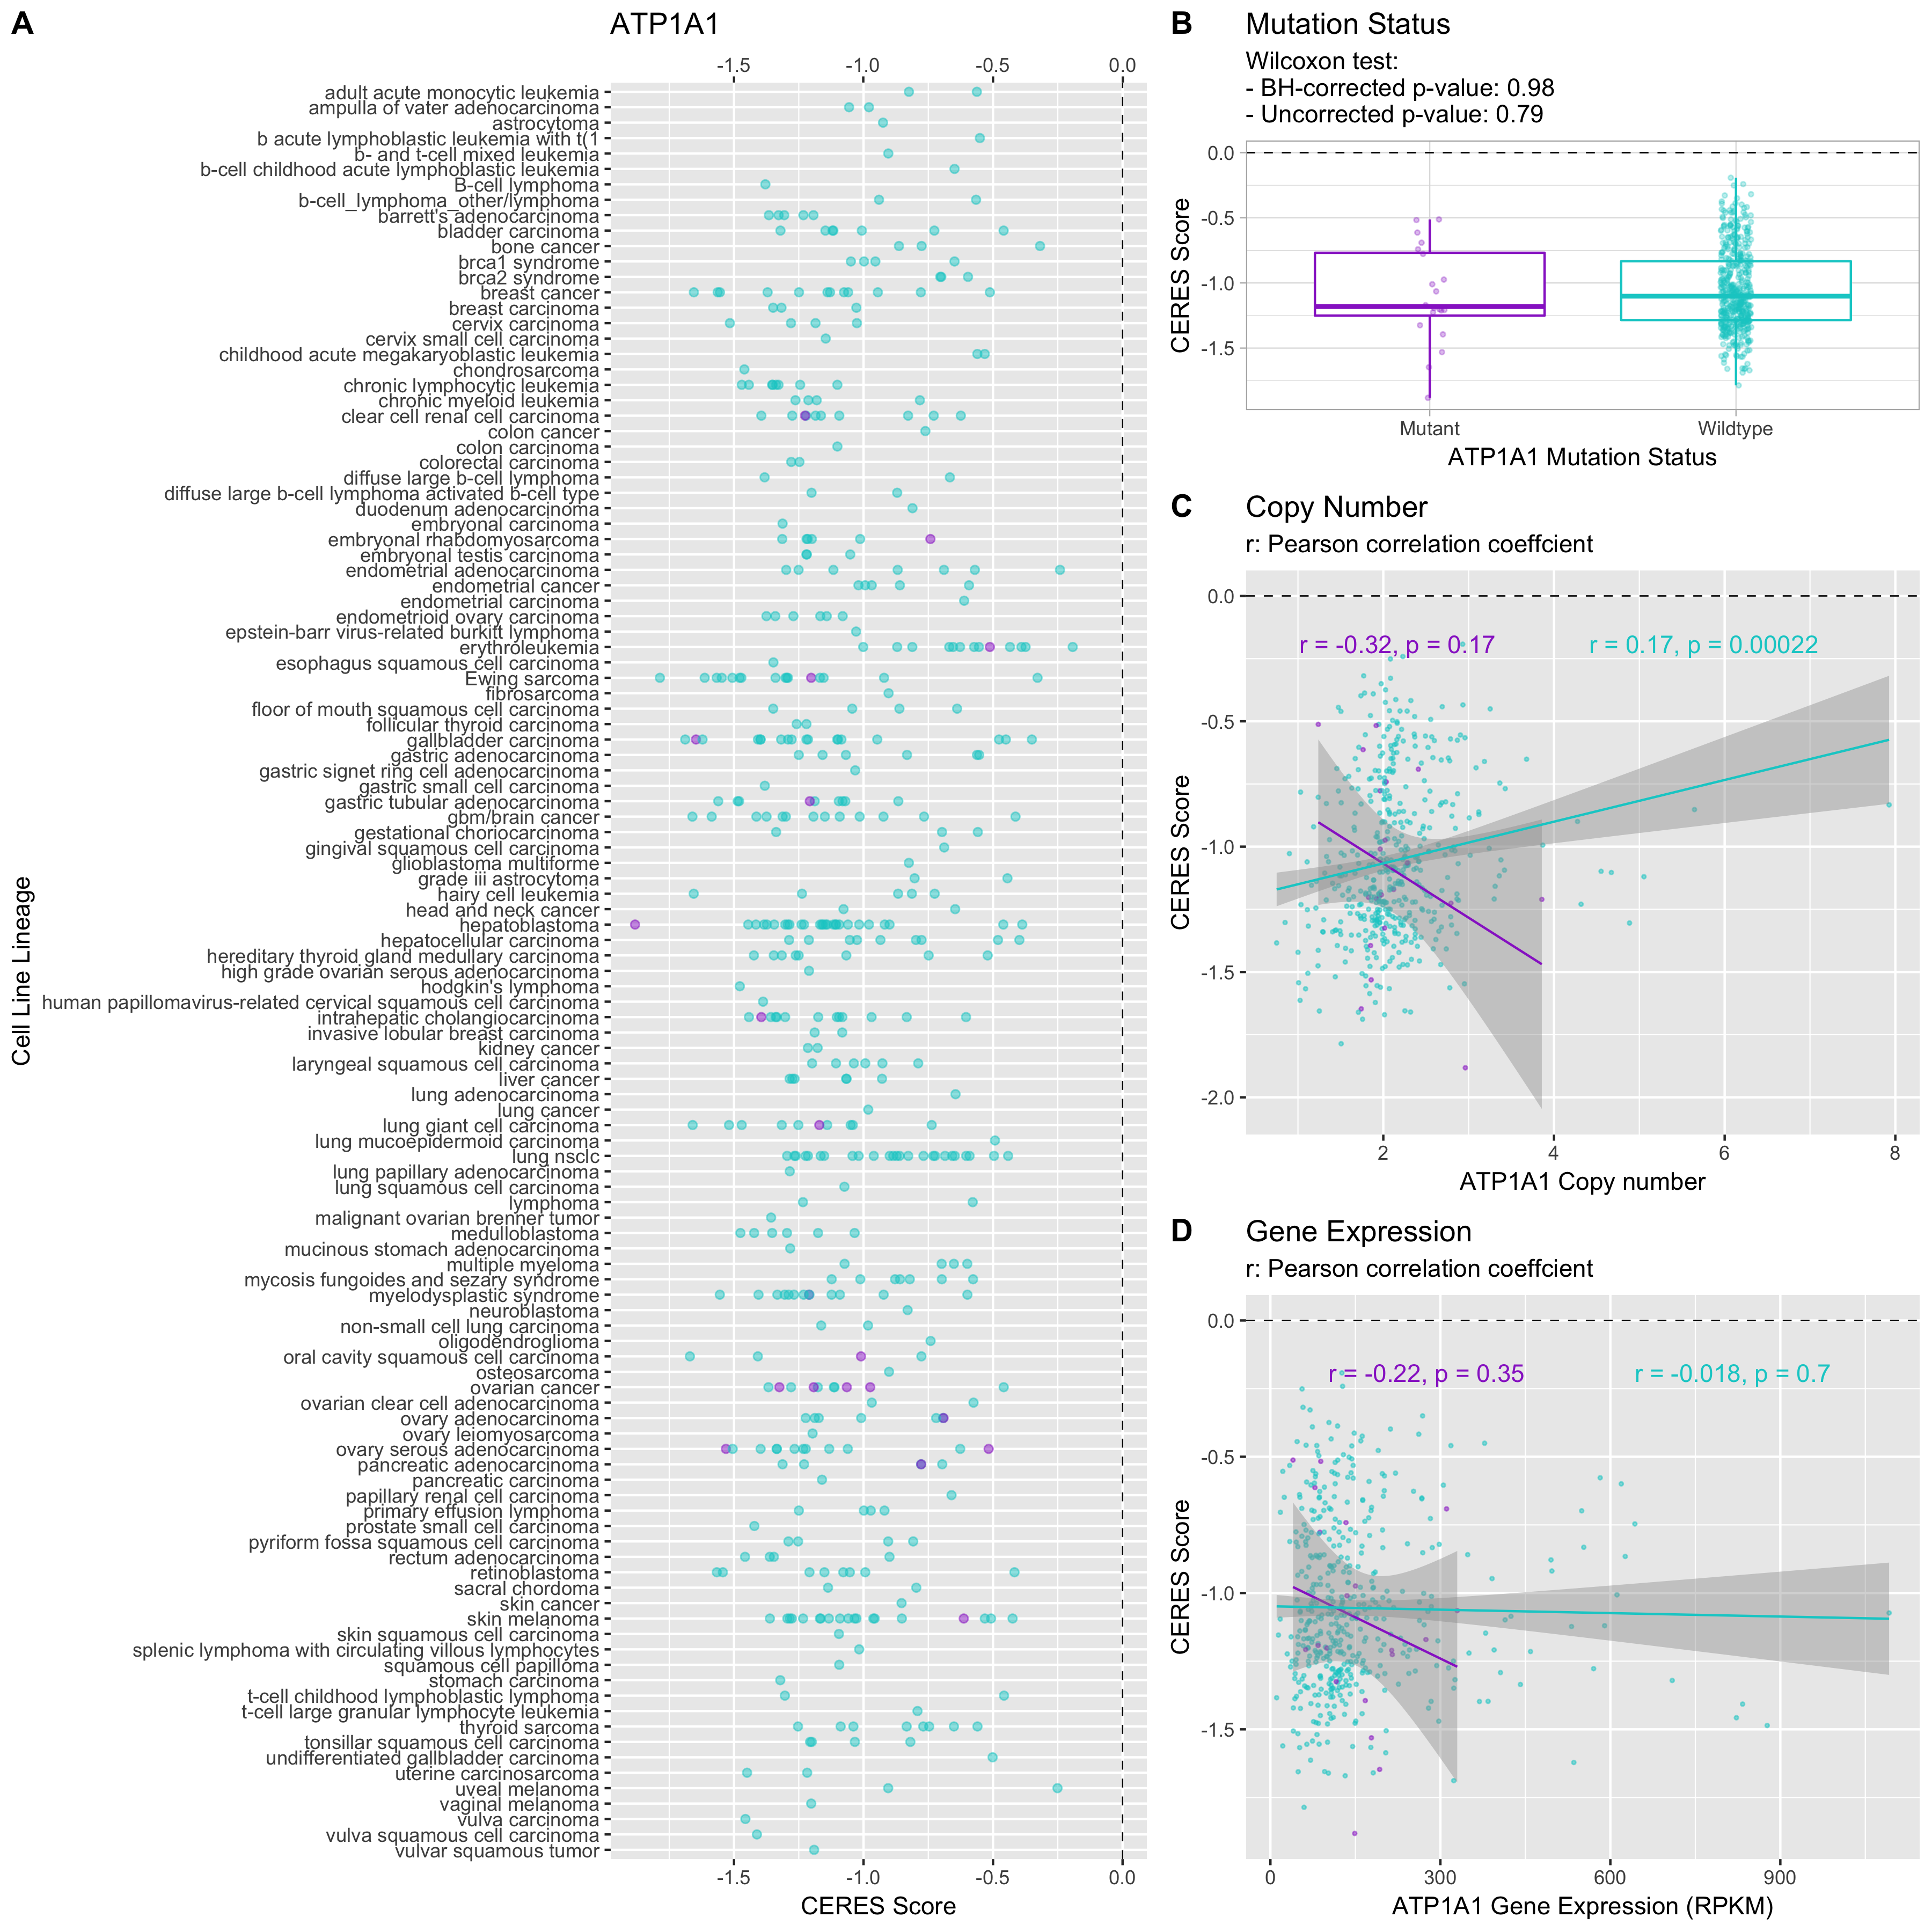 A
ATP1A1
-1.5 -1.0 -0.5 0.0
adult acute monocytic leukemia
ampulla of vater adenocarcinoma
astrocytoma
b acute lymphoblastic leukemia with t(1
b- and t-cell mixed leukemia
b-cell childhood acute lymphoblastic leukemia
B-cell lymphoma
b-cell_lymphoma_other/lymphoma
barrett's adenocarcinoma
bladder carcinoma
bone cancer
brca1 syndrome
brca2 syndrome
breast cancer
breast carcinoma
cervix carcinoma
cervix small cell carcinoma
childhood acute megakaryoblastic leukemia
chondrosarcoma
chronic lymphocytic leukemia
chronic myeloid leukemia
clear cell renal cell carcinoma
colon cancer
colon carcinoma
colorectal carcinoma
diffuse large b-cell lymphoma
diffuse large b-cell lymphoma activated b-cell type
duodenum adenocarcinoma
embryonal carcinoma
embryonal rhabdomyosarcoma
embryonal testis carcinoma
endometrial adenocarcinoma
endometrial cancer
endometrial carcinoma
endometrioid ovary carcinoma
epstein-barr virus-related burkitt lymphoma
erythroleukemia
esophagus squamous cell carcinoma
Ewing sarcoma
fibrosarcoma
floor of mouth squamous cell carcinoma
follicular thyroid carcinoma
gallbladder carcinoma
gastric adenocarcinoma
gastric signet ring cell adenocarcinoma
gastric small cell carcinoma
gastric tubular adenocarcinoma
gbm/brain cancer
gestational choriocarcinoma
gingival squamous cell carcinoma
glioblastoma multiforme
grade iii astrocytoma
hairy cell leukemia
head and neck cancer
hepatoblastoma
hepatocellular carcinoma
hereditary thyroid gland medullary carcinoma
high grade ovarian serous adenocarcinoma
hodgkin's lymphoma
human papillomavirus-related cervical squamous cell carcinoma
intrahepatic cholangiocarcinoma
invasive lobular breast carcinoma
kidney cancer
laryngeal squamous cell carcinoma
liver cancer
lung adenocarcinoma
lung cancer
lung giant cell carcinoma
lung mucoepidermoid carcinoma
lung nsclc
lung papillary adenocarcinoma
lung squamous cell carcinoma
lymphoma
malignant ovarian brenner tumor
medulloblastoma
mucinous stomach adenocarcinoma
multiple myeloma
mycosis fungoides and sezary syndrome
myelodysplastic syndrome
neuroblastoma
non-small cell lung carcinoma
oligodendroglioma
oral cavity squamous cell carcinoma
osteosarcoma
ovarian cancer
ovarian clear cell adenocarcinoma
ovary adenocarcinoma
ovary leiomyosarcoma
ovary serous adenocarcinoma
pancreatic adenocarcinoma
pancreatic carcinoma
papillary renal cell carcinoma
primary effusion lymphoma
prostate small cell carcinoma
pyriform fossa squamous cell carcinoma
rectum adenocarcinoma
retinoblastoma
sacral chordoma
skin cancer
skin melanoma
skin squamous cell carcinoma
splenic lymphoma with circulating villous lymphocytes
squamous cell papilloma
stomach carcinoma
t-cell childhood lymphoblastic lymphoma
t-cell large granular lymphocyte leukemia
thyroid sarcoma
tonsillar squamous cell carcinoma
undifferentiated gallbladder carcinoma
uterine carcinosarcoma
uveal melanoma
vaginal melanoma
vulva carcinoma
vulva squamous cell carcinoma
vulvar squamous tumor
-1.5 -1.0 -0.5 0.0
CERES Score
Cell Line Lineage
B
Mutation Status
Wilcoxon test:
- BH-corrected p-value: 0.98
- Uncorrected p-value: 0.79
0.0
-0.5
-1.0
-1.5
CERES Score
Mutant Wildtype
ATP1A1 Mutation Status
C
Copy Number
r: Pearson correlation coeffcient
r = -0.32, p = 0.17 r = 0.17, p = 0.00022
0.0
-0.5
-1.0
-1.5
-2.0
CERES Score
2 4 6 8
ATP1A1 Copy number
D
Gene Expression
r: Pearson correlation coeffcient
r = -0.22, p = 0.35 r = -0.018, p = 0.7
0.0
-0.5
-1.0
-1.5
CERES Score
0 300 600 900
ATP1A1 Gene Expression (RPKM)